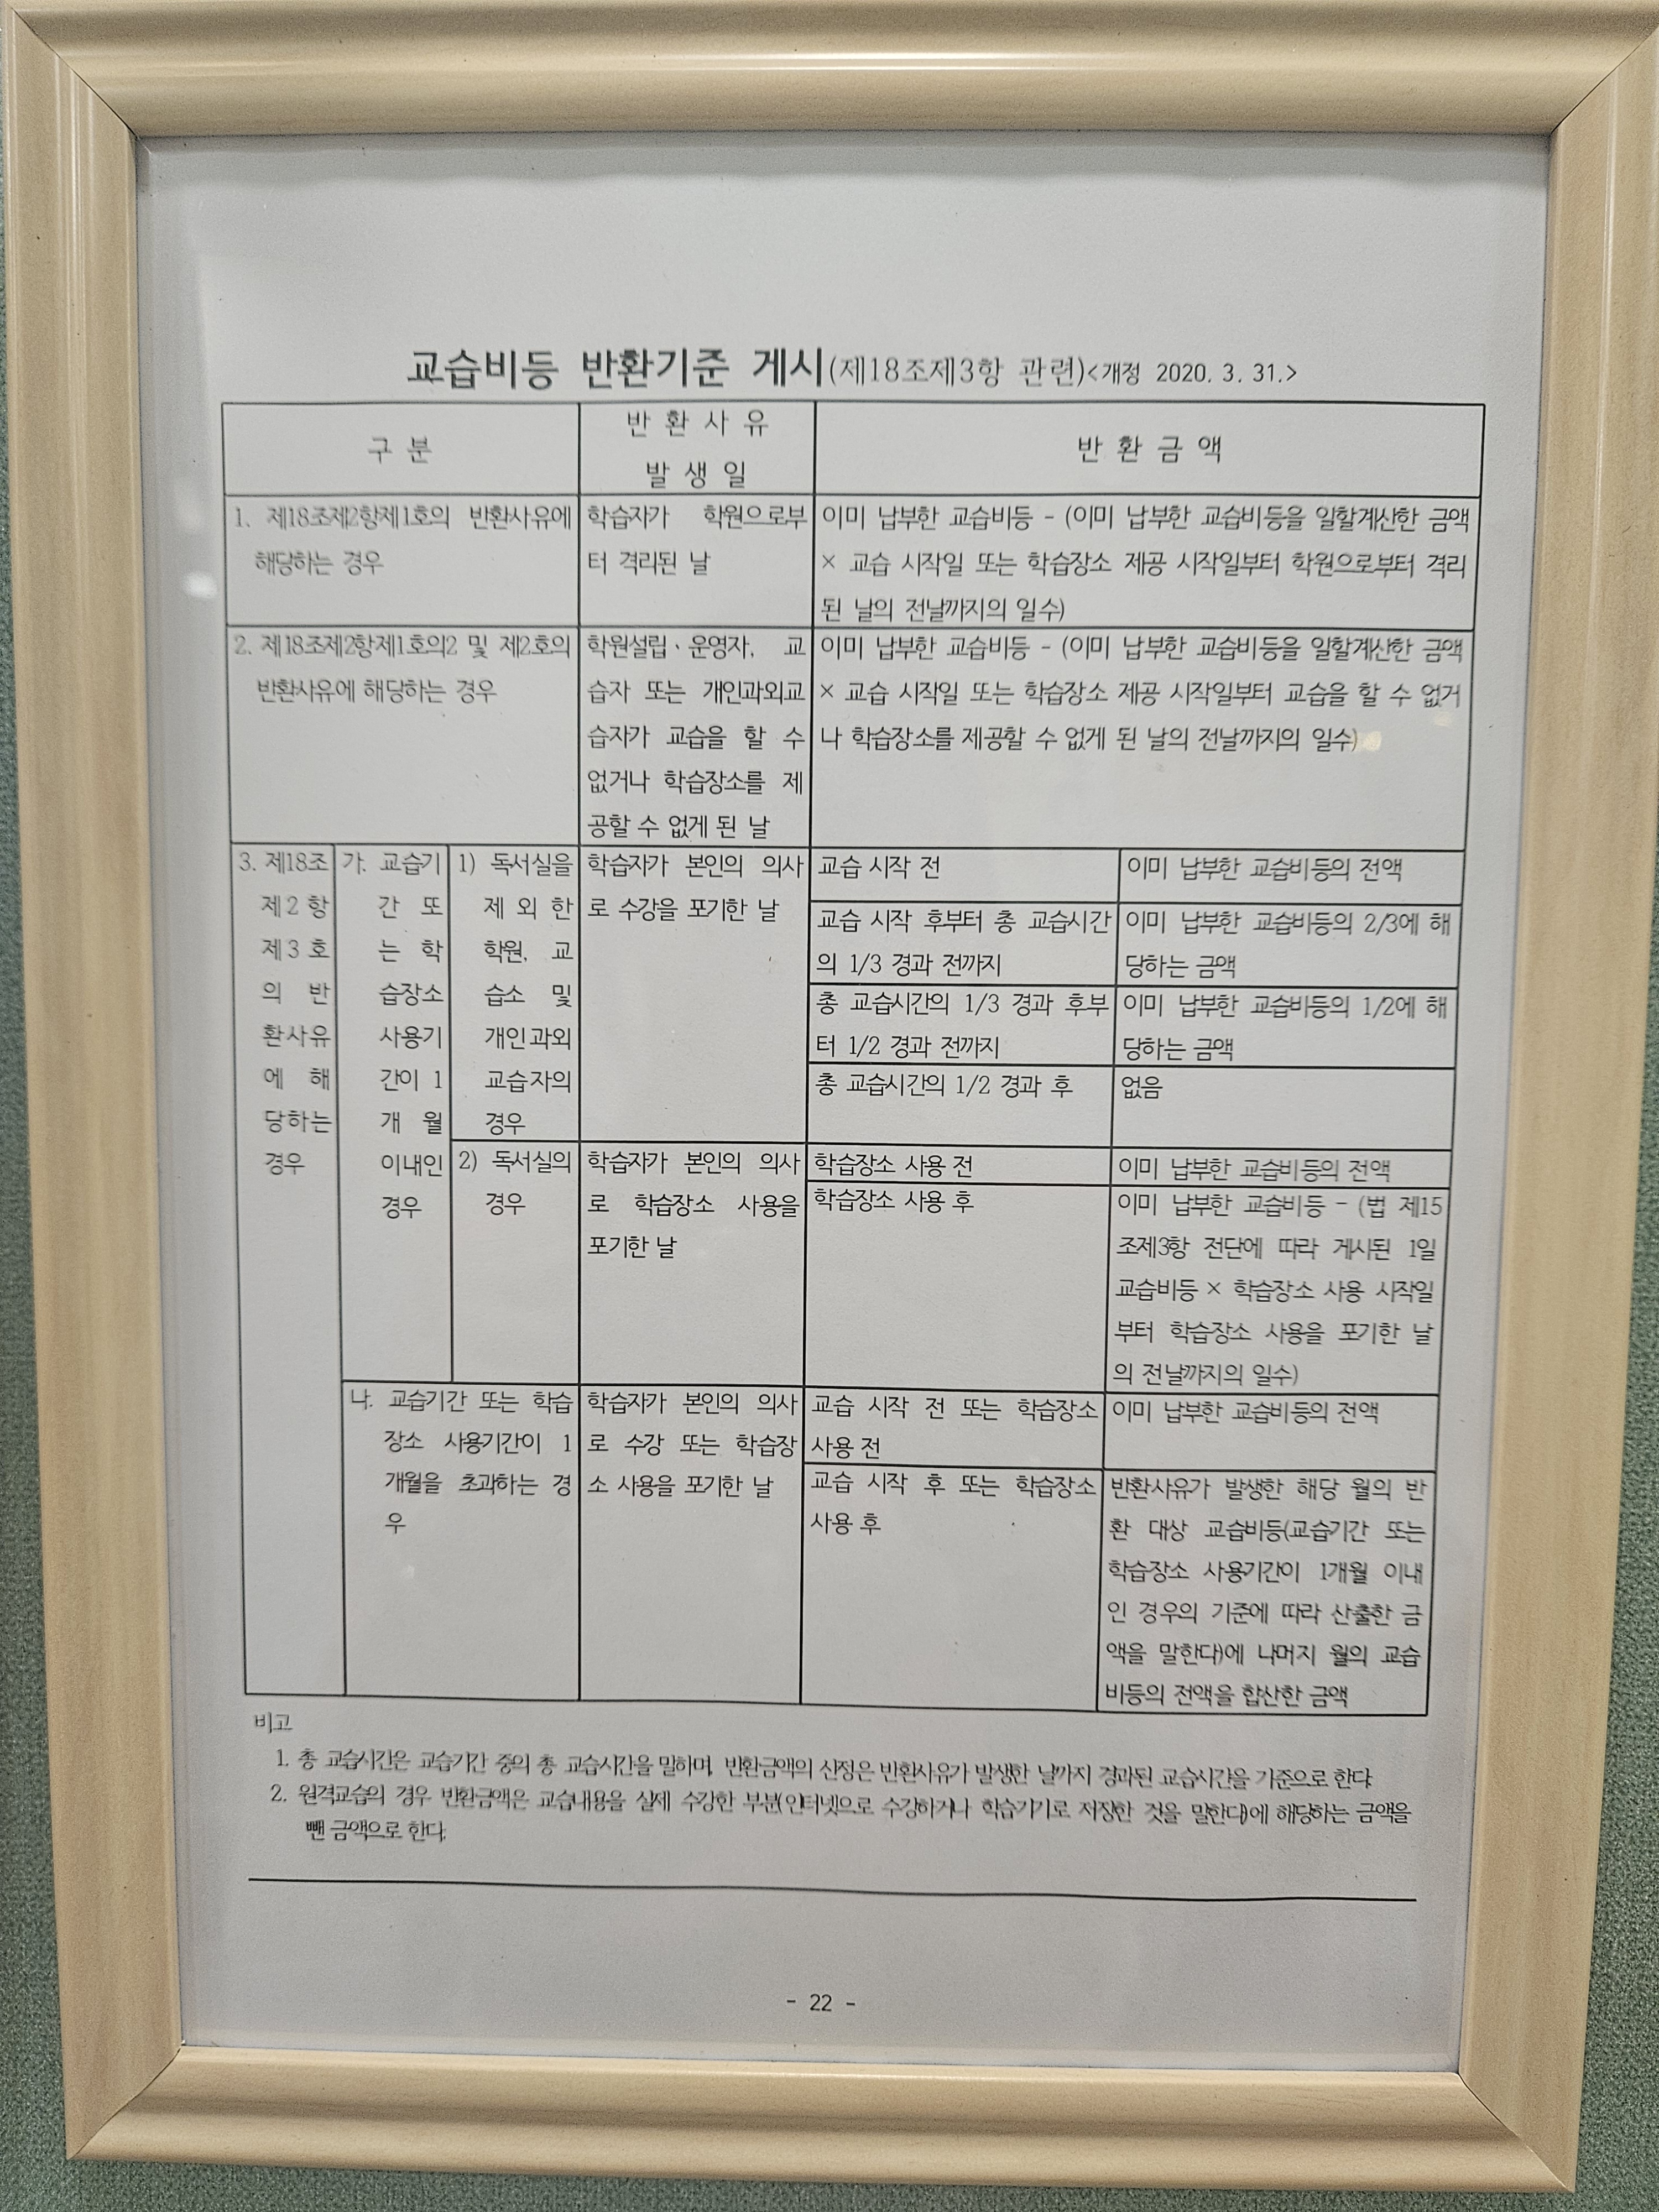 교습비등 반환기준 게시(제18조제3항 관련)<개정 2020. 3. 31.>
구 분
반 환 사 유
발 생 일
반 환 금 액
1. 제18조제2항제1호의 반환사유에
해당하는 경우
학습자가 학원으로부
터 격리된 날
이미 납부한 교습비등 - (이미 납부한 교습비등을 일할계산한 금액
× 교습 시작일 또는 학습장소 제공 시작일부터 학원으로부터 격리
된 날의 전날까지의 일수)
2. 제18조제2항제1호의2 및 제2호의
반환사유에 해당하는 경우
학원설립·운영자, 교
습자 또는 개인과외교
습자가 교습을 할 수
없거나 학습장소를 제
공할 수 없게 된 날
이미 납부한 교습비등 - (이미 납부한 교습비등을 일할계산한 금액
× 교습 시작일 또는 학습장소 제공 시작일부터 교습을 할 수 없거
나 학습장소를 제공할 수 없게 된 날의 전날까지의 일수)
3. 제18조
제2항
제3호
의 반
환사유
에 해
당하는
경우
가. 교습기
간 또
는 학
습장소
사용기
간이 1
개 월
이내인
경우
1) 독서실을
제 외 한
학원, 교
습소 및
개인과외
교습자의
경우
학습자가 본인의 의사
로 수강을 포기한 날
교습 시작 전
이미 납부한 교습비등의 전액
교습 시작 후부터 총 교습시간
의 1/3 경과 전까지
이미 납부한 교습비등의 2/3에 해
당하는 금액
총 교습시간의 1/3 경과 후부
터 1/2 경과 전까지
이미 납부한 교습비등의 1/2에 해
당하는 금액
총 교습시간의 1/2 경과 후
없음
2) 독서실의
경우
학습자가 본인의 의사
로 학습장소 사용을
포기한 날
학습장소 사용 전
이미 납부한 교습비등의 전액
학습장소 사용 후
이미 납부한 교습비등 - (법 제15
조제3항 전단에 따라 게시된 1일
교습비등 × 학습장소 사용 시작일
부터 학습장소 사용을 포기한 날
의 전날까지의 일수)
나. 교습기간 또는 학습
장소 사용기간이 1
개월을 초과하는 경
우
학습자가 본인의 의사
로 수강 또는 학습장
소 사용을 포기한 날
교습 시작 전 또는 학습장소
사용 전
이미 납부한 교습비등의 전액
교습 시작 후 또는 학습장소
사용 후
반환사유가 발생한 해당 월의 반
환 대상 교습비등(교습기간 또는
학습장소 사용기간이 1개월 이내
인 경우의 기준에 따라 산출한 금
액을 말한다)에 나머지 월의 교습
비등의 전액을 합산한 금액
비고
1. 총 교습시간은 교습기간 중의 총 교습시간을 말하며, 반환금액의 산정은 반환사유가 발생한 날까지 경과된 교습시간을 기준으로 한다.
2. 원격교습의 경우 반환금액은 교습내용을 실제 수강한 부분(인터넷으로 수강하거나 학습기기로 저장한 것을 말한다)에 해당하는 금액을
뺀 금액으로 한다.
- 22 -